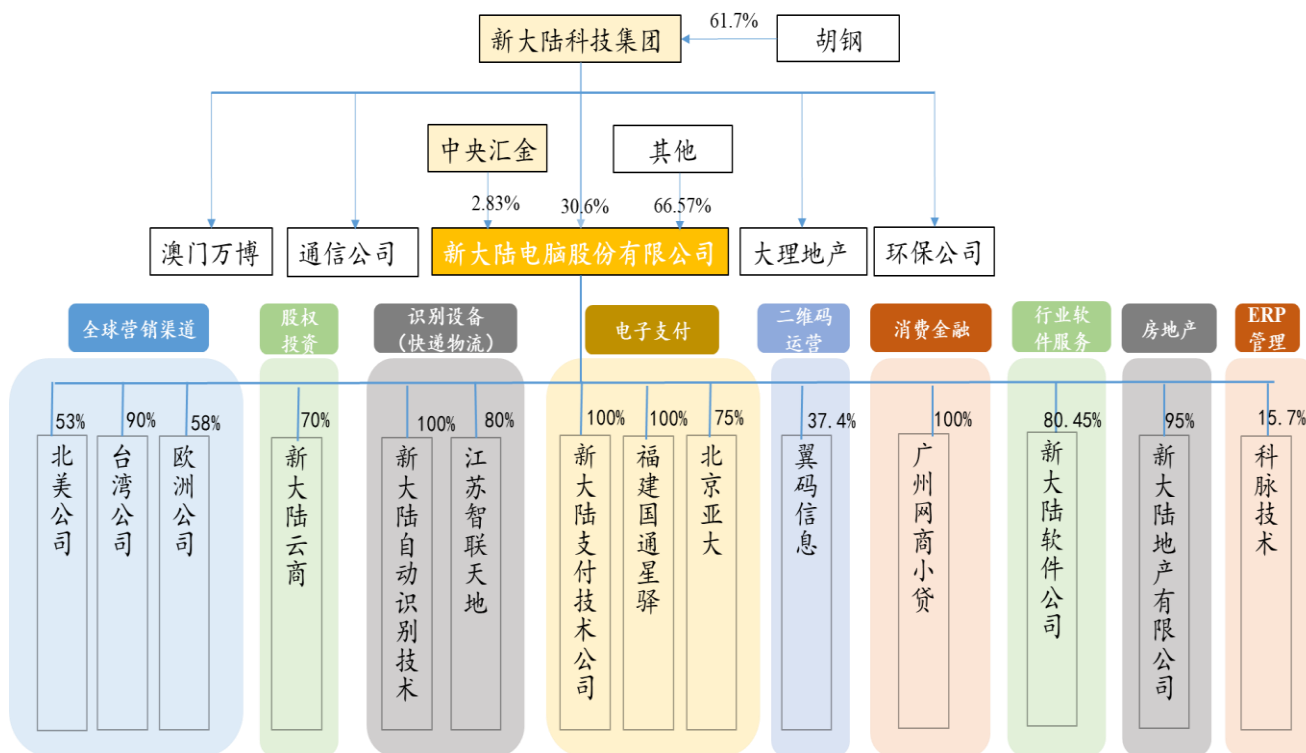 新大陆科技集团
61.7%
胡钢
中央汇金
其他
2.83%
30.6%
66.57%
澳门万博
通信公司
新大陆电脑股份有限公司
大理地产
环保公司
全球营销渠道
股权
投资
识别设备
(快递物流)
电子支付
二维码
运营
消费金融
行业软
件服务
房地产
ERP
管理
53%
90%
58%
70%
100%
80%
100%
100%
75%
37.4%
100%
80.45%
95%
15.7%
北美公司
台湾公司
欧洲公司
新大陆云商
新大陆自动识别技术
江苏智联天地
新大陆支付技术公司
福建国通星驿
北京亚大
翼码信息
广州网商小贷
新大陆软件公司
新大陆地产有限公司
科脉技术